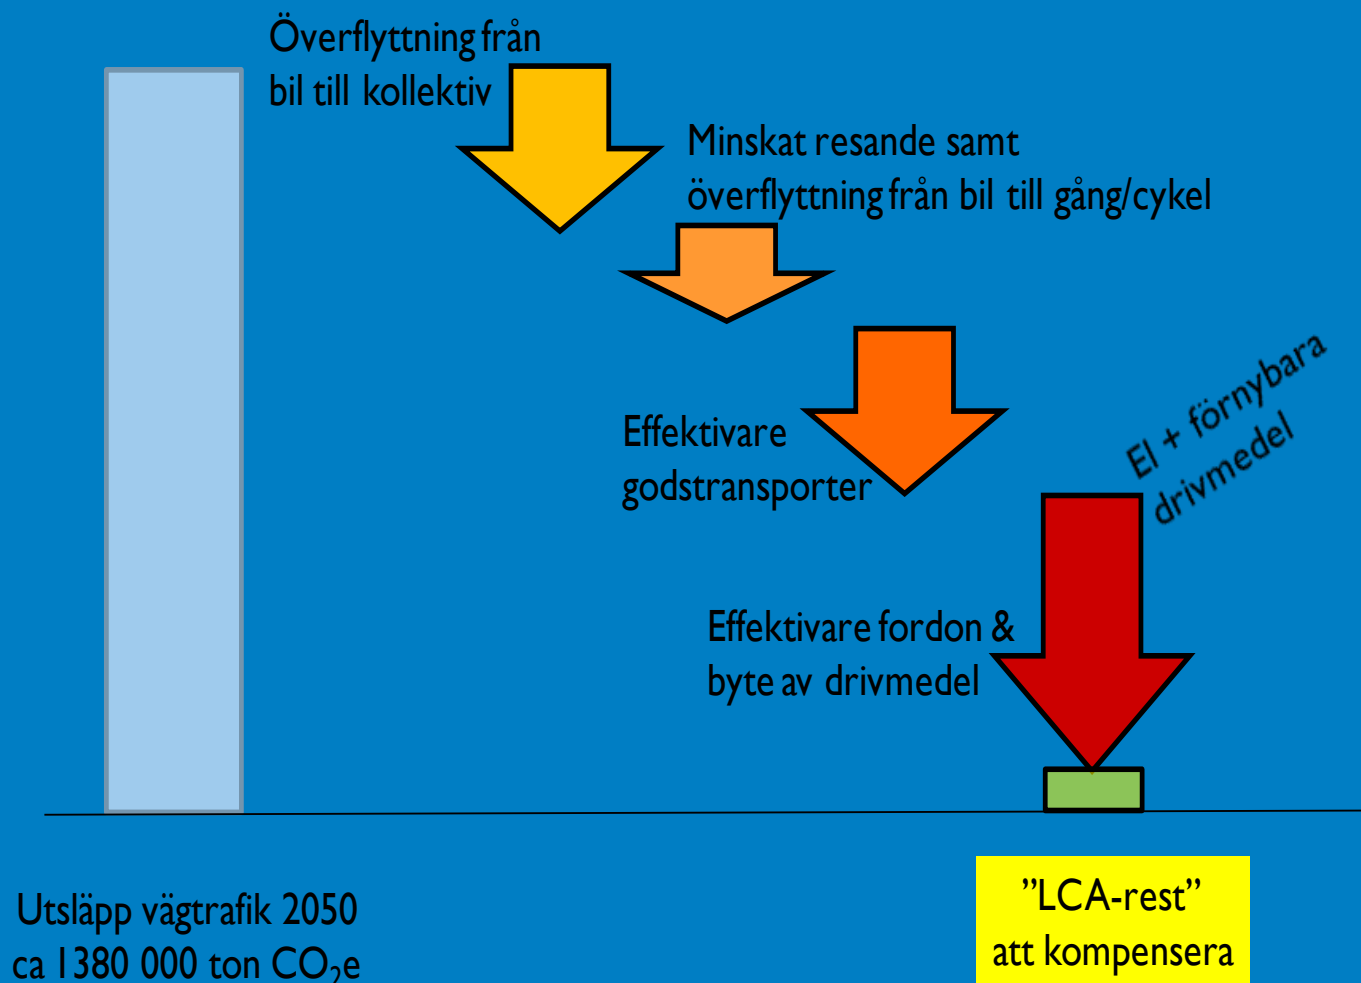 Överflyttning från
bil till kollektiv
Minskat resande samt
överflyttning från bil till gång/cykel
Effektivare
godstransporter
El + förnybara
drivmedel
Effektivare fordon &
byte av drivmedel
Utsläpp vägtrafik 2050
ca 1380 000 ton CO₂e
”LCA-rest”
att kompensera